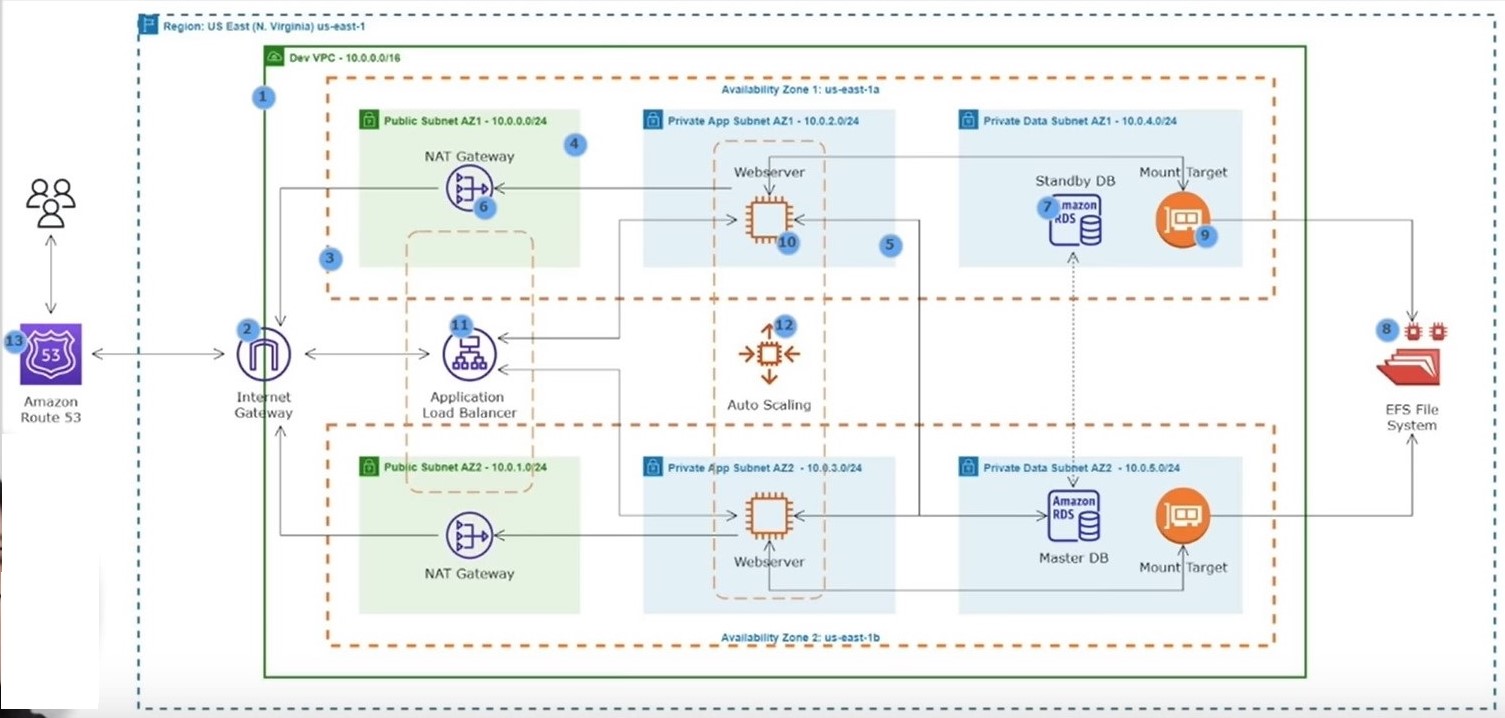 Region: US East (N. Virginia) us-east-1
Dev VPC - 10.0.0.0/16
1
Availability Zone 1: us-east-1a
Public Subnet AZ1 - 10.0.0.0/24
Private App Subnet AZ1 - 10.0.2.0/24
Private Data Subnet AZ1 - 10.0.4.0/24
4
NAT Gateway
6
Webserver
10
5
Standby DB
7
Amazon
RDS
Mount Target
9
3
13
53
Amazon
Route 53
2
Internet
Gateway
11
Application
Load Balancer
12
Auto Scaling
8
EFS File
System
Public Subnet AZ2 - 10.0.1.0/24
Private App Subnet AZ2 - 10.0.3.0/24
Private Data Subnet AZ2 - 10.0.5.0/24
NAT Gateway
Webserver
Amazon
RDS
Master DB
Mount Target
Availability Zone 2: us-east-1b